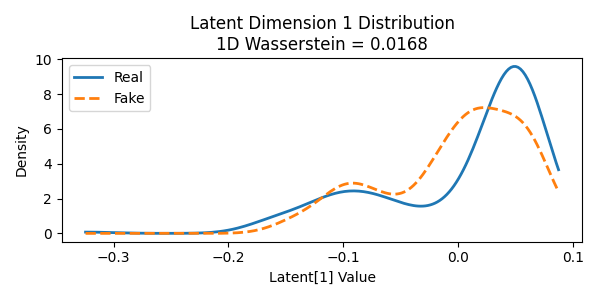 Latent Dimension 1 Distribution
1D Wasserstein = 0.0168
Real
Fake
Density
10
8
6
4
2
0
−0.3
−0.2
−0.1
0.0
0.1
Latent[1] Value